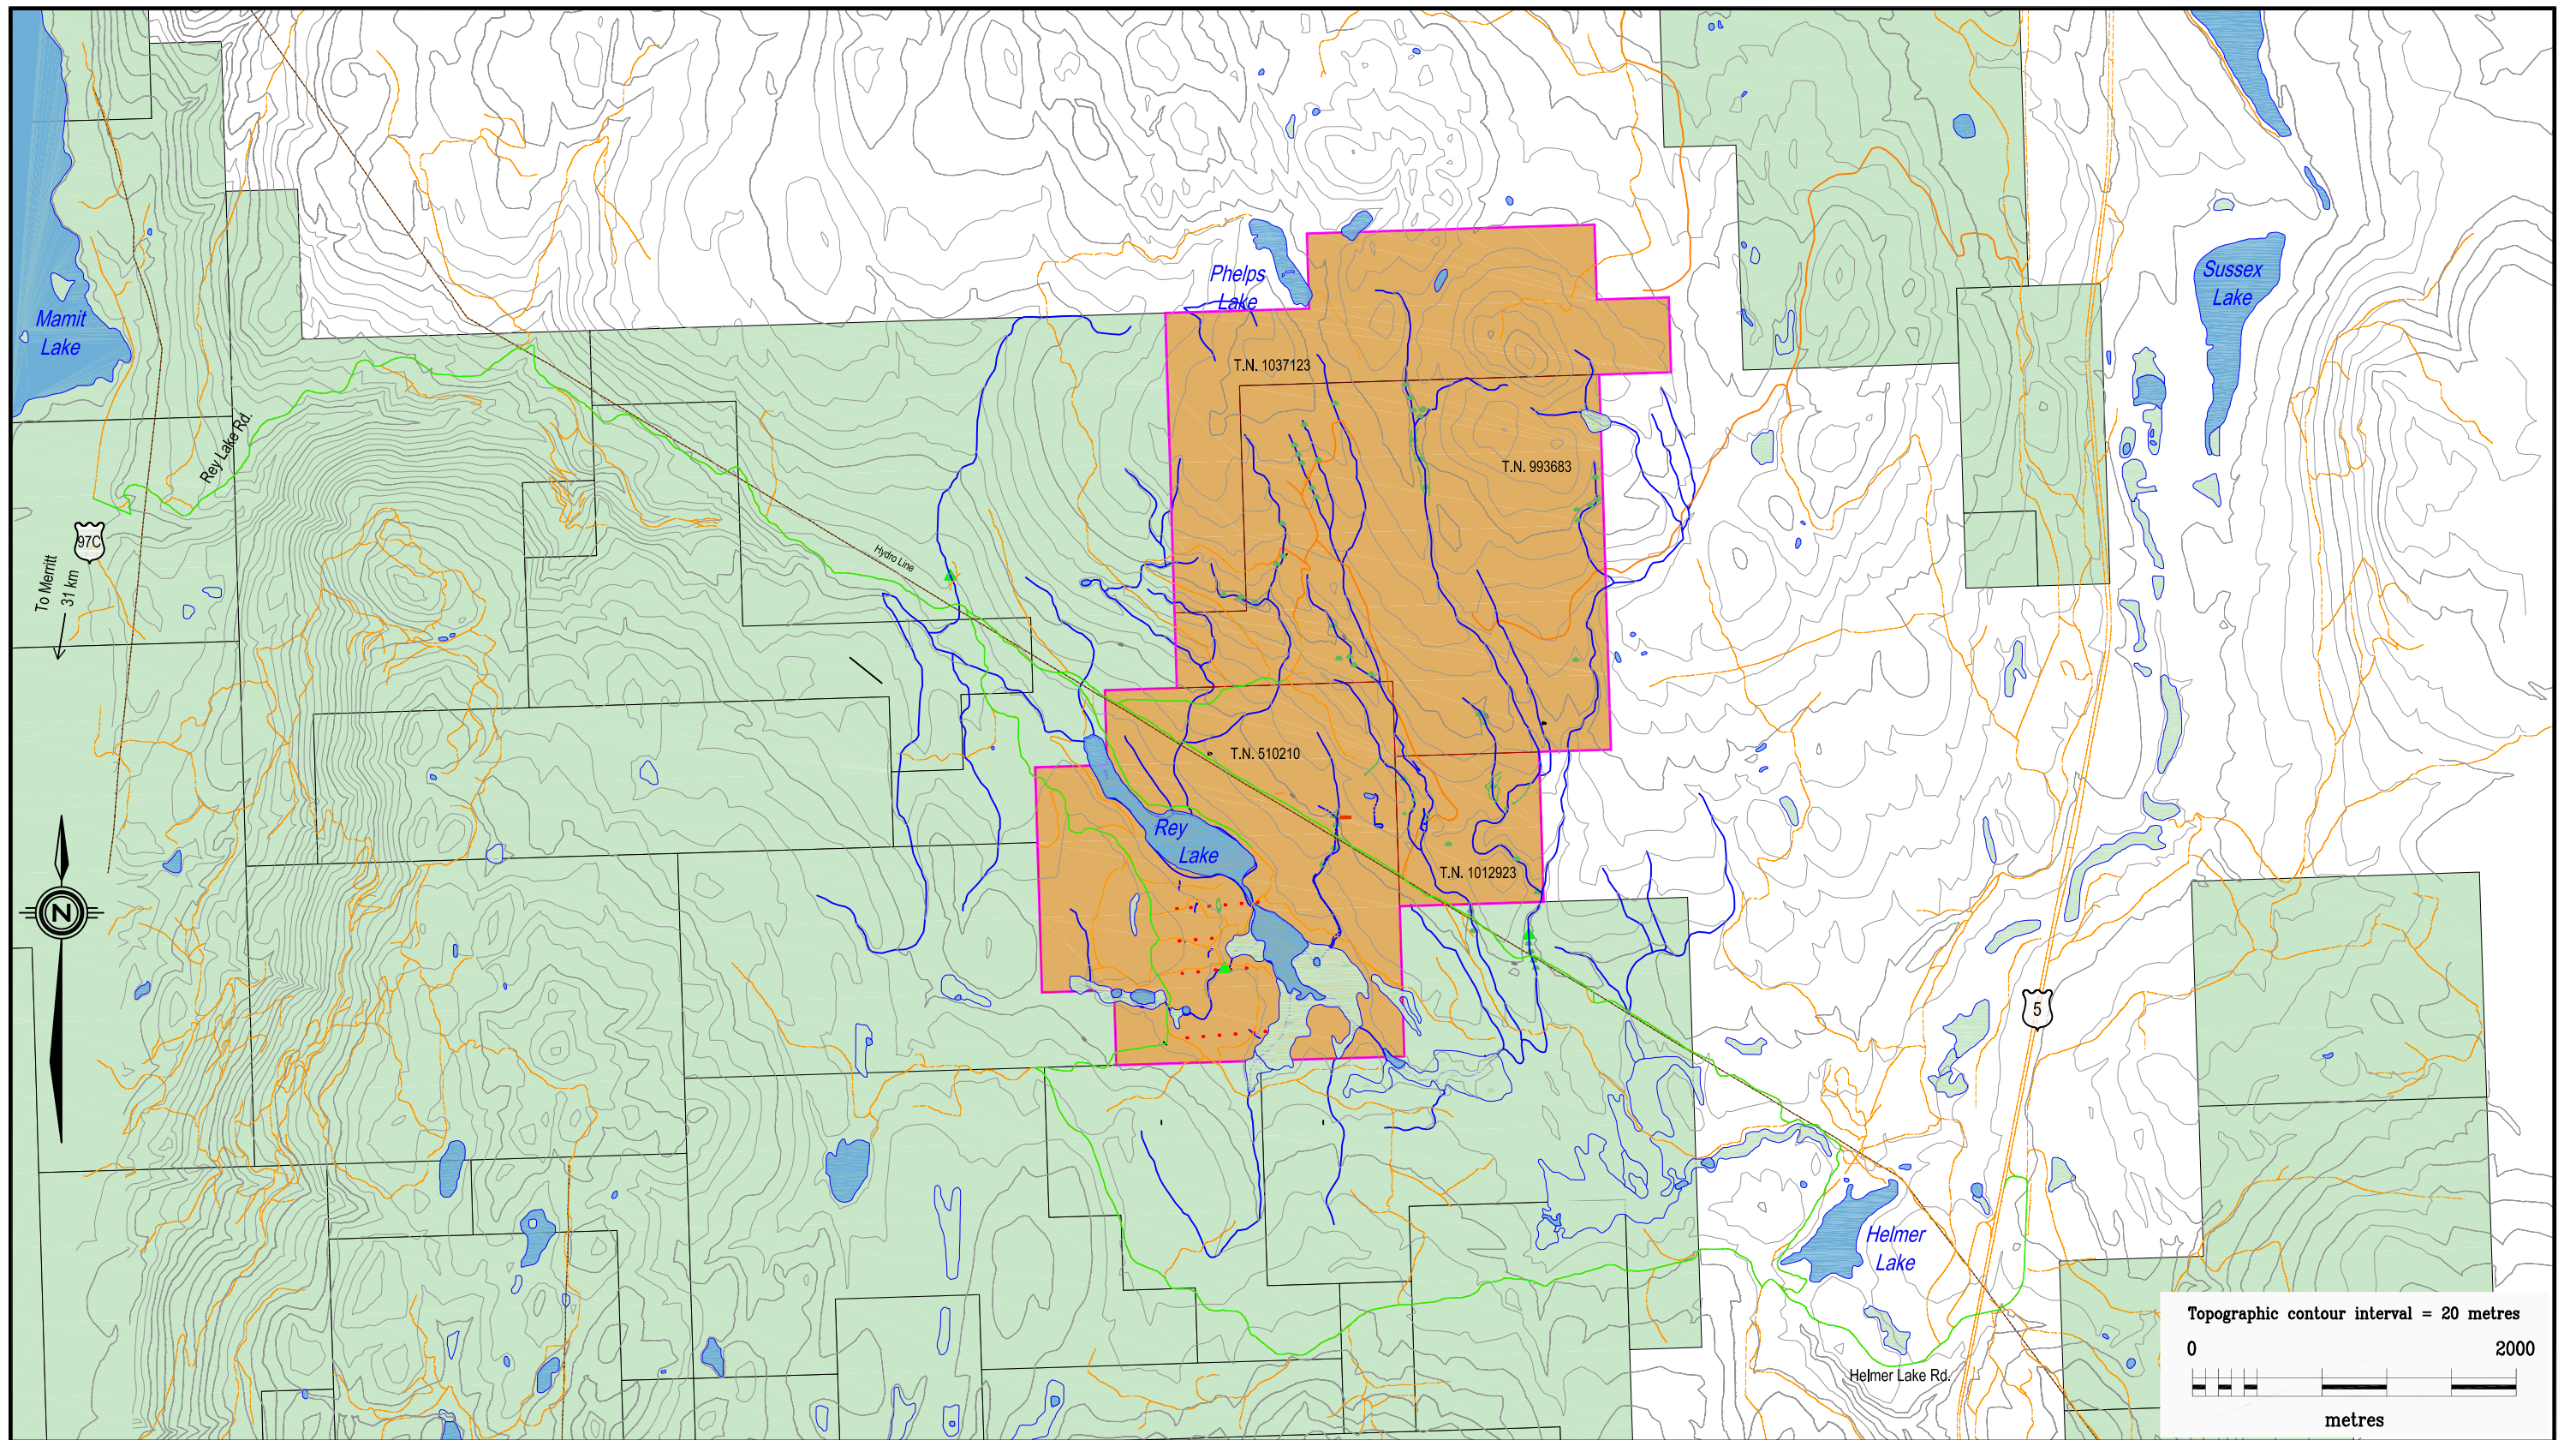 Phelps
Lake
Sussex
Lake
Mamit
Lake
T.N. 1037123
Rey Lake Rd.
T.N. 993683
97C
Hydro Line
To Merritt
31 km
T.N. 510210
Rey
Lake
T.N. 1012923
N
5
Helmer
Lake
Helmer Lake Rd.
Topographic contour interval = 20 metres
0 2000
metres